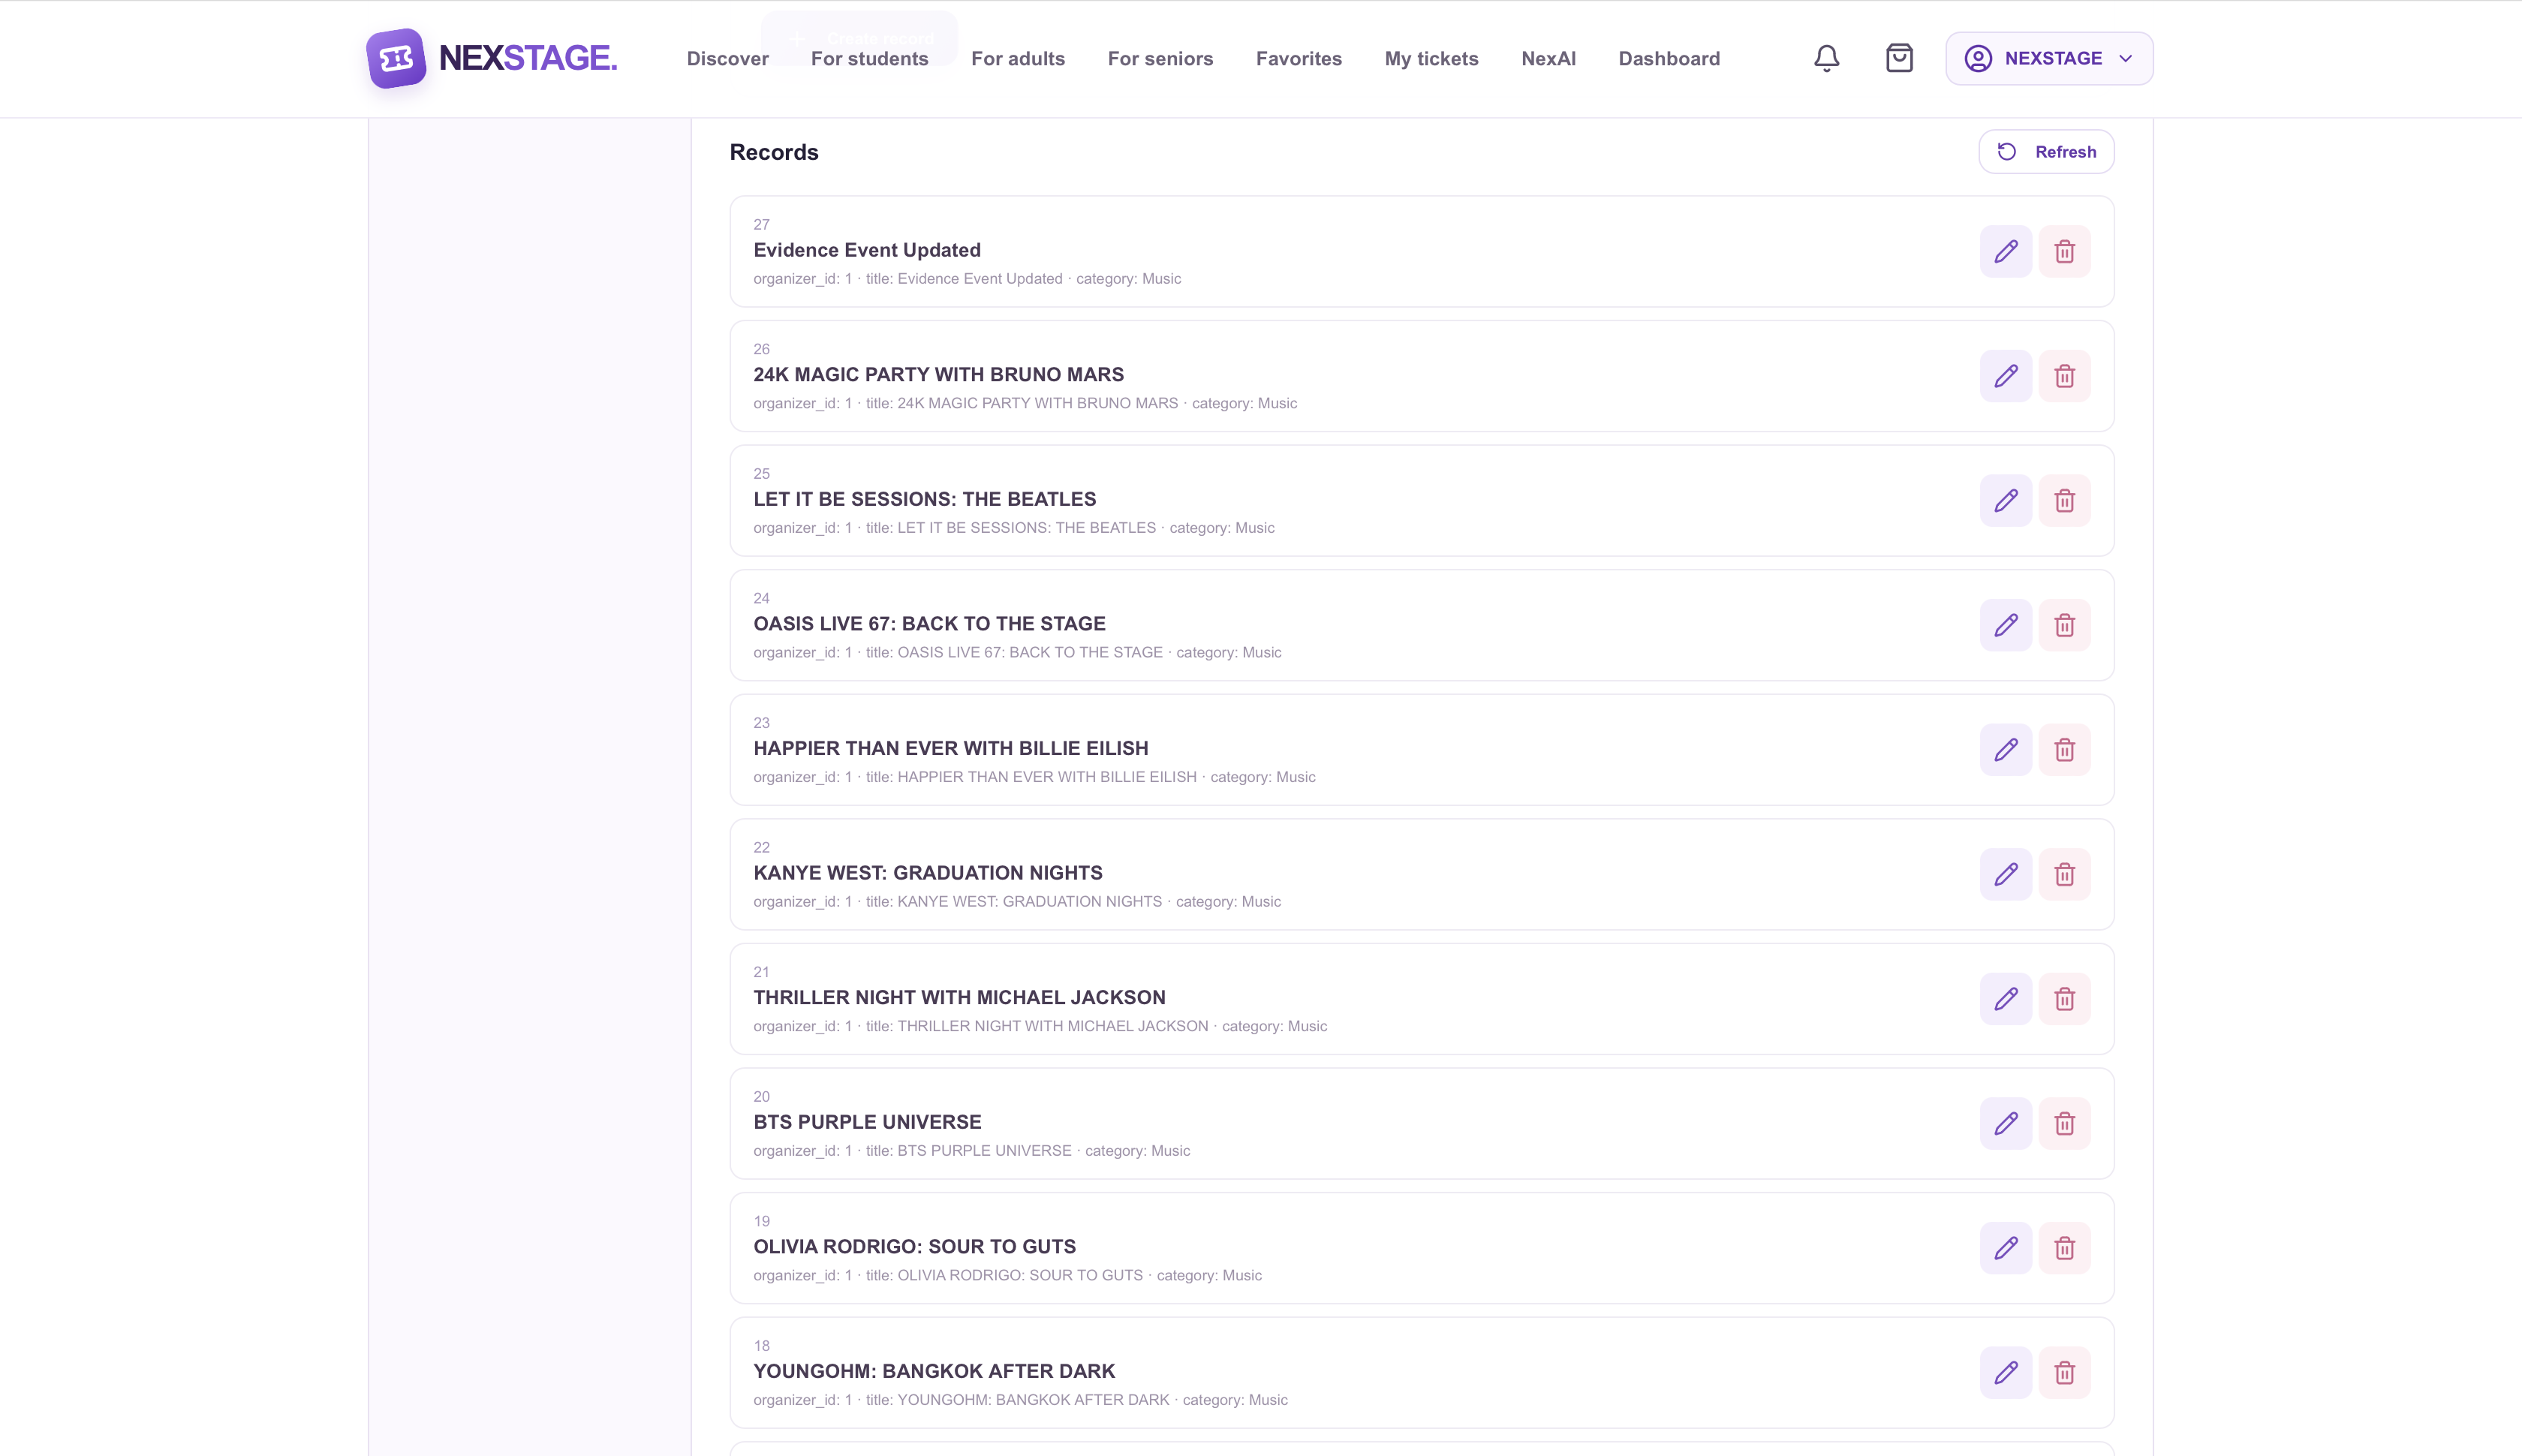 Create record
NEXSTAGE.
Discover
For students
For adults
For seniors
Favorites
My tickets
NexAI
Dashboard
NEXSTAGE
Records
Refresh
27
Evidence Event Updated
organizer_id: 1 · title: Evidence Event Updated · category: Music
26
24K MAGIC PARTY WITH BRUNO MARS
organizer_id: 1 · title: 24K MAGIC PARTY WITH BRUNO MARS · category: Music
25
LET IT BE SESSIONS: THE BEATLES
organizer_id: 1 · title: LET IT BE SESSIONS: THE BEATLES · category: Music
24
OASIS LIVE 67: BACK TO THE STAGE
organizer_id: 1 · title: OASIS LIVE 67: BACK TO THE STAGE · category: Music
23
HAPPIER THAN EVER WITH BILLIE EILISH
organizer_id: 1 · title: HAPPIER THAN EVER WITH BILLIE EILISH · category: Music
22
KANYE WEST: GRADUATION NIGHTS
organizer_id: 1 · title: KANYE WEST: GRADUATION NIGHTS · category: Music
21
THRILLER NIGHT WITH MICHAEL JACKSON
organizer_id: 1 · title: THRILLER NIGHT WITH MICHAEL JACKSON · category: Music
20
BTS PURPLE UNIVERSE
organizer_id: 1 · title: BTS PURPLE UNIVERSE · category: Music
19
OLIVIA RODRIGO: SOUR TO GUTS
organizer_id: 1 · title: OLIVIA RODRIGO: SOUR TO GUTS · category: Music
18
YOUNGOHM: BANGKOK AFTER DARK
organizer_id: 1 · title: YOUNGOHM: BANGKOK AFTER DARK · category: Music